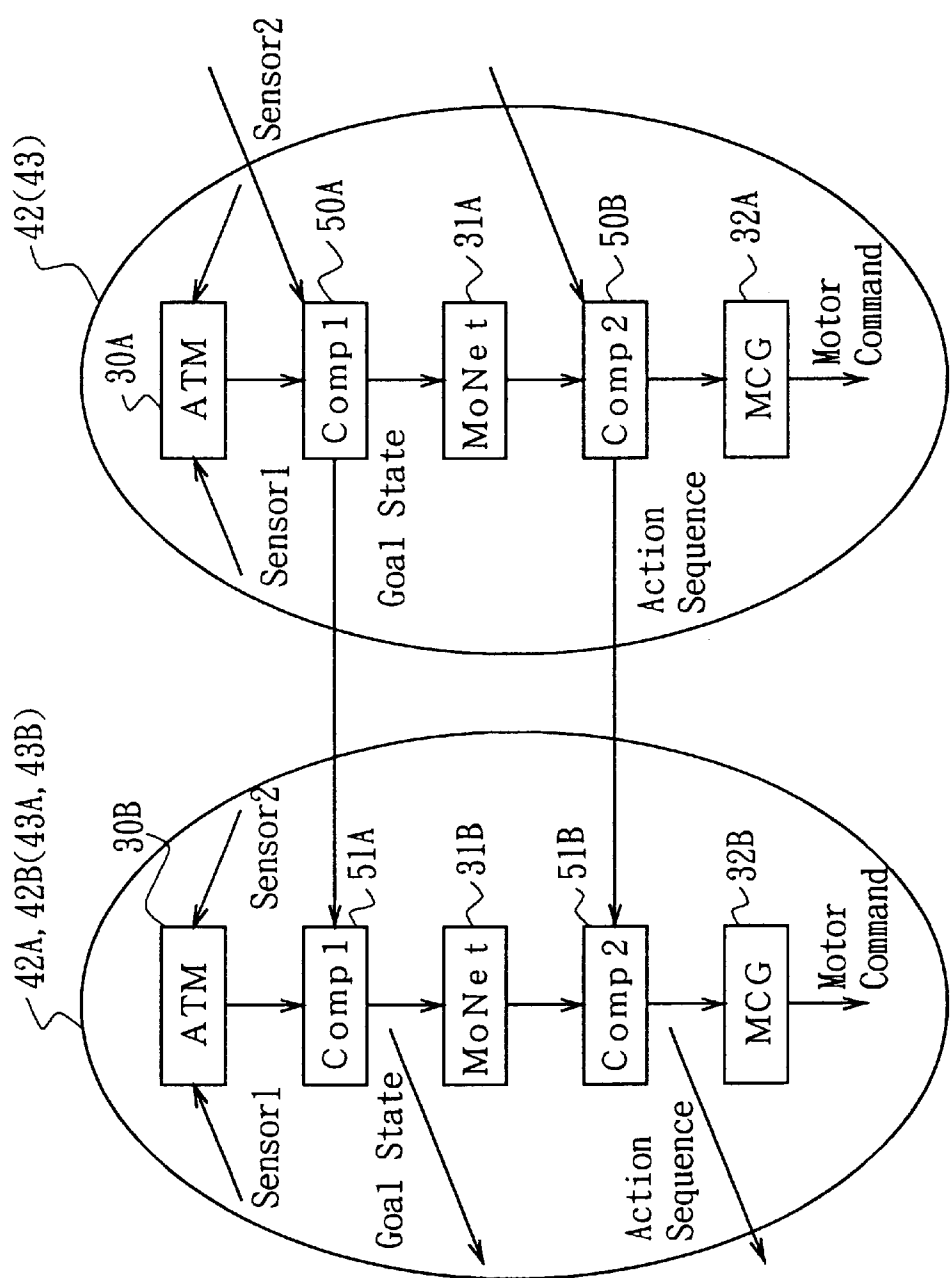 42A, 42B(43A, 43B)
30B
ATM
Sensor1
Sensor2
51A
Comp1
Goal State
31B
MoNet
51B
Comp2
Action
Sequence
32B
MCG
Motor
Command
42(43)
30A
ATM
Sensor1
Sensor2
50A
Comp1
Goal State
31A
MoNet
50B
Comp2
Action
Sequence
32A
MCG
Motor
Command